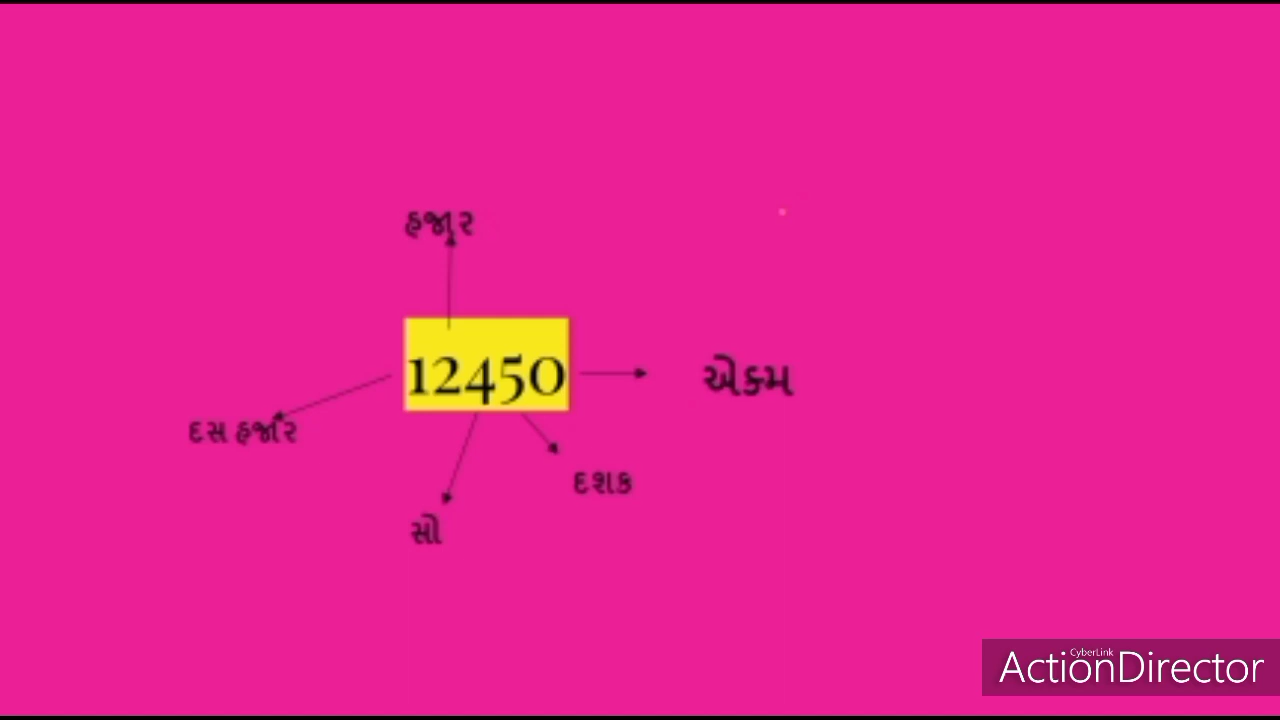 હજાર
12450
એકમ
દસ હજાર
દશક
સો
CyberLink
ActionDirector